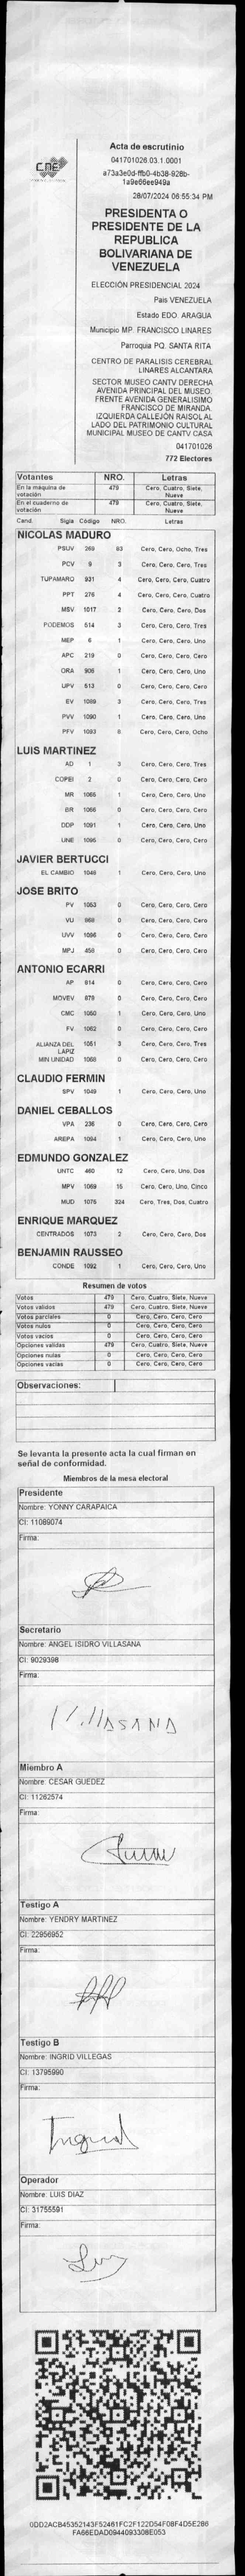 CNE
Acta de escrutinio
041701026.03.1.0001
a73a3e0d-ffb0-4b38-928b-
1a9e66ee949a
28/07/2024 06:55:34 PM
PRESIDENTA O
PRESIDENTE DE LA
REPUBLICA
BOLIVARIANA DE
VENEZUELA
ELECCIÓN PRESIDENCIAL 2024
Pais VENEZUELA
Estado EDO. ARAGUA
Municipio MP. FRANCISCO LINARES
Parroquia PQ. SANTA RITA
CENTRO DE PARALISIS CEREBRAL
LINARES ALCANTARA
SECTOR MUSEO CANTV DERECHA
AVENIDA PRINCIPAL DEL MUSEO.
FRENTE AVENIDA GENERALISIMO
FRANCISCO DE MIRANDA.
IZQUIERDA CALLEJÓN RAISOL AL
LADO DEL PATRIMONIO CULTURAL
MUNICIPAL MUSEO DE CANTV CASA
041701026
772 Electores
Votantes NRO. Letras
En la maquina de votación 479 Cero, Cuatro, Siete, Nueve
En el cuaderno de votación 479 Cero, Cuatro, Siete, Nueve
Cand. Sigla Código NRO. Letras
NICOLAS MADURO
PSUV 269 83 Cero, Cero, Ocho, Tres
PCV 9 3 Cero, Cero, Cero, Tres
TUPAMARO 931 4 Cero, Cero, Cero, Cuatro
PPT 276 4 Cero, Cero, Cero, Cuatro
MSV 1017 2 Cero, Cero, Cero, Dos
PODEMOS 514 3 Cero, Cero, Cero, Tres
MEP 6 1 Cero, Cero, Cero, Uno
APC 219 0 Cero, Cero, Cero, Cero
ORA 906 1 Cero, Cero, Cero, Uno
UPV 513 0 Cero, Cero, Cero, Cero
EV 1089 3 Cero, Cero, Cero, Tres
PVV 1090 1 Cero, Cero, Cero, Uno
PFV 1093 8 Cero, Cero, Cero, Ocho
LUIS MARTINEZ
AD 1 3 Cero, Cero, Cero, Tres
COPEI 2 0 Cero, Cero, Cero, Cero
MR 1055 1 Cero, Cero, Cero, Uno
BR 1066 0 Cero, Cero, Cero, Cero
DDP 1091 1 Cero, Cero, Cero, Uno
UNE 1095 0 Cero, Cero, Cero, Cero
JAVIER BERTUCCI
EL CAMBIO 1046 1 Cero, Cero, Cero, Uno
JOSE BRITO
PV 1053 0 Cero, Cero, Cero, Cero
VU 968 0 Cero, Cero, Cero, Cero
UVV 1096 0 Cero, Cero, Cero, Cero
MPJ 458 0 Cero, Cero, Cero, Cero
ANTONIO ECARRI
AP 814 0 Cero, Cero, Cero, Cero
MOVEV 879 0 Cero, Cero, Cero, Cero
CMC 1050 1 Cero, Cero, Cero, Uno
FV 1062 0 Cero, Cero, Cero, Cero
ALIANZA DEL LAPIZ 1051 3 Cero, Cero, Cero, Tres
MIN UNIDAD 1068 0 Cero, Cero, Cero, Cero
CLAUDIO FERMIN
SPV 1049 1 Cero, Cero, Cero, Uno
DANIEL CEBALLOS
VPA 236 0 Cero, Cero, Cero, Cero
AREPA 1094 1 Cero, Cero, Cero, Uno
EDMUNDO GONZALEZ
UNTC 460 12 Cero, Cero, Uno, Dos
MPV 1069 15 Cero, Cero, Uno, Cinco
MUD 1075 324 Cero, Tres, Dos, Cuatro
ENRIQUE MARQUEZ
CENTRADOS 1073 2 Cero, Cero, Cero, Dos
BENJAMIN RAUSSEO
CONDE 1092 1 Cero, Cero, Cero, Uno
Resumen de votos
Votos 479 Cero, Cuatro, Siete, Nueve
Votos validos 479 Cero, Cuatro, Siete, Nueve
Votos parciales 0 Cero, Cero, Cero, Cero
Votos nulos 0 Cero, Cero, Cero, Cero
Votos vacios 0 Cero, Cero, Cero, Cero
Opciones validas 479 Cero, Cuatro, Siete, Nueve
Opciones nulas 0 Cero, Cero, Cero, Cero
Opciones vacias 0 Cero, Cero, Cero, Cero
Observaciones:
Se levanta la presente acta la cual firman en
señal de conformidad.
Miembros de la mesa electoral
Presidente
Nombre: YONNY CARAPAICA
CI: 11089074
Firma:
Secretario
Nombre: ANGEL ISIDRO VILLASANA
CI: 9029398
Firma:
VillASANA
Miembro A
Nombre: CESAR GUEDEZ
CI: 11262574
Firma:
Testigo A
Nombre: YENDRY MARTINEZ
CI: 22956952
Firma:
Testigo B
Nombre: INGRID VILLEGAS
CI: 13795990
Firma:
Ingrid
Operador
Nombre: LUIS DIAZ
CI: 31755591
Firma:
Luis
0DD2ACB45352143F52461FC2F122D54F08F4D5E286
FA66EDAD0944093308E053